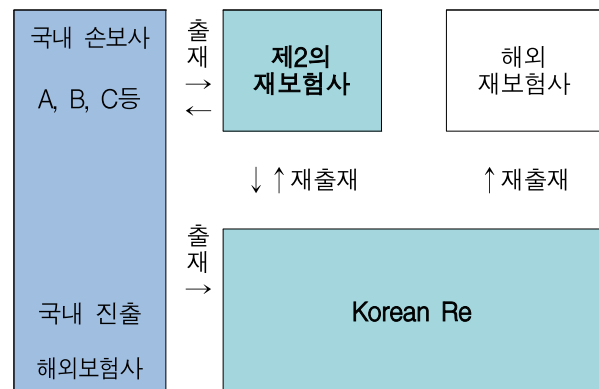 국내 손보사
A, B, C등
국내 진출
해외보험사
출
재
→
←
제2의
재보험사
해외
재보험사
↓ ↑ 재출재
↑ 재출재
출
재
→
Korean Re